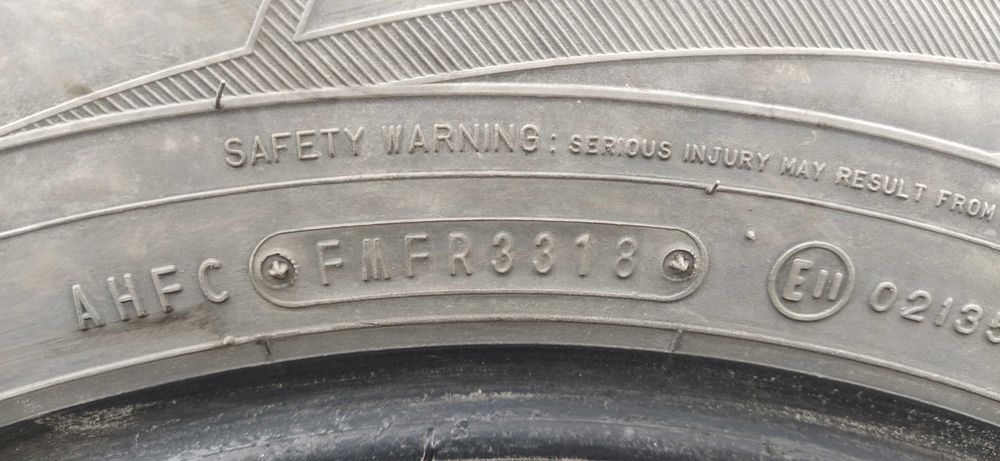 SAFETY WARNING: SERIOUS INJURY MAY RESULT FROM
AHFC FMFR3318 E11 02135